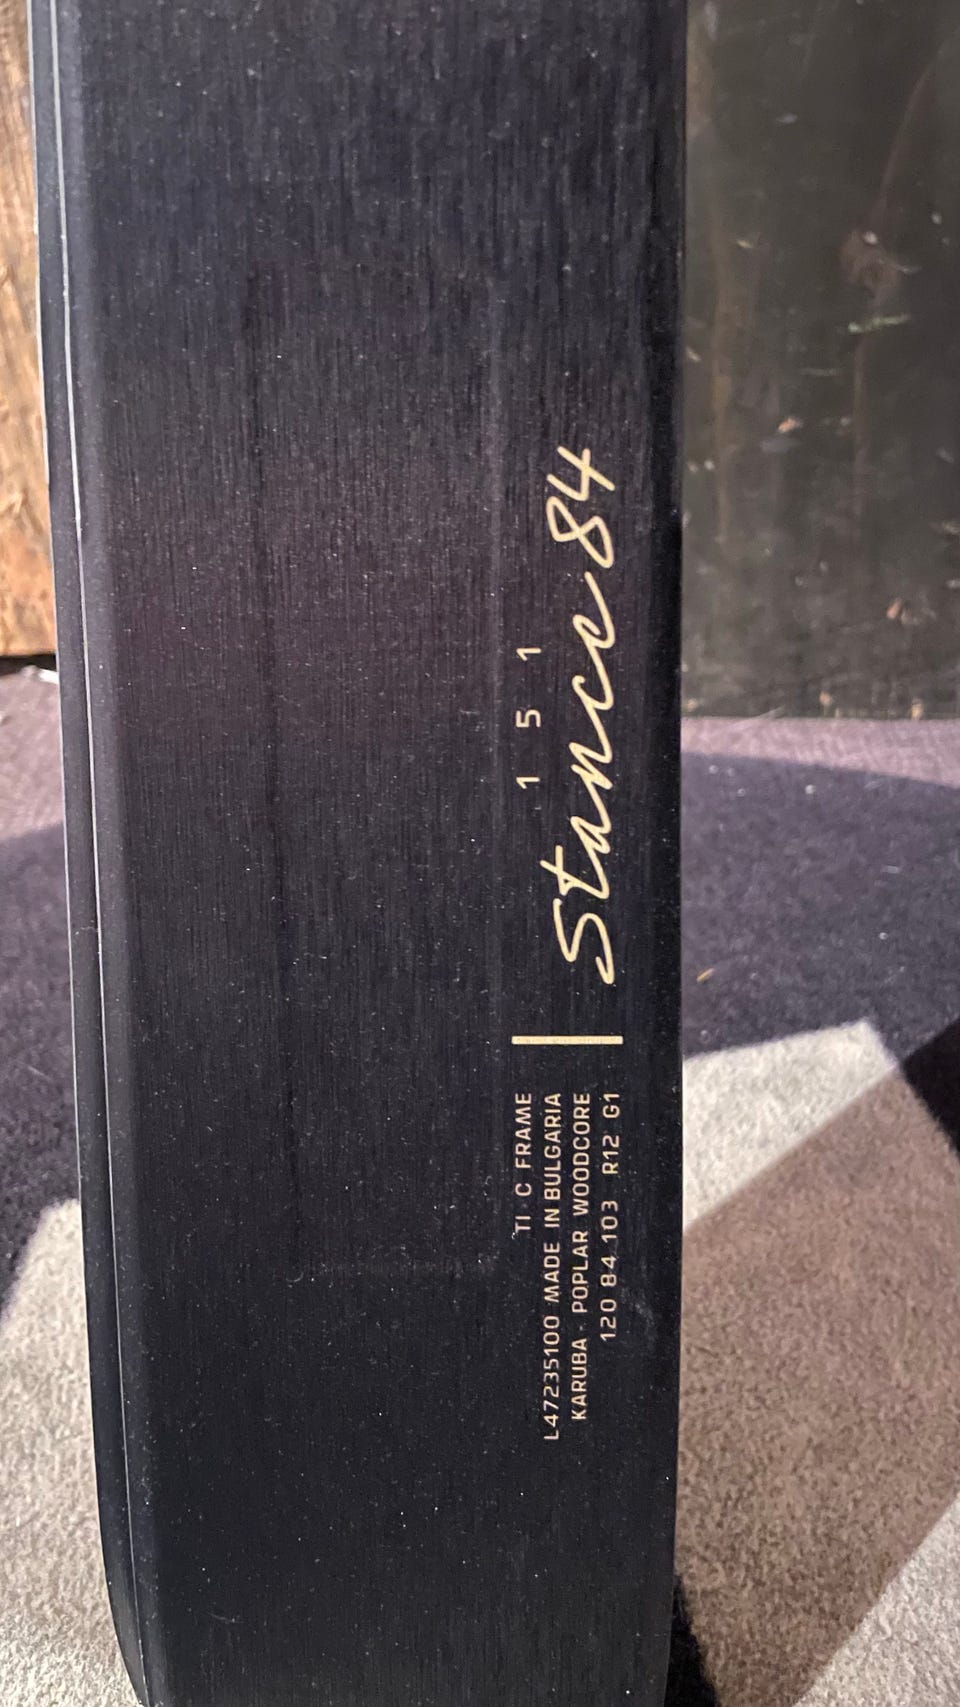 Stance 84
1 5 1
TI C FRAME
L47235100 MADE IN BULGARIA
KARUBA - POPLAR WOODCORE
120 84 103 R12 G1